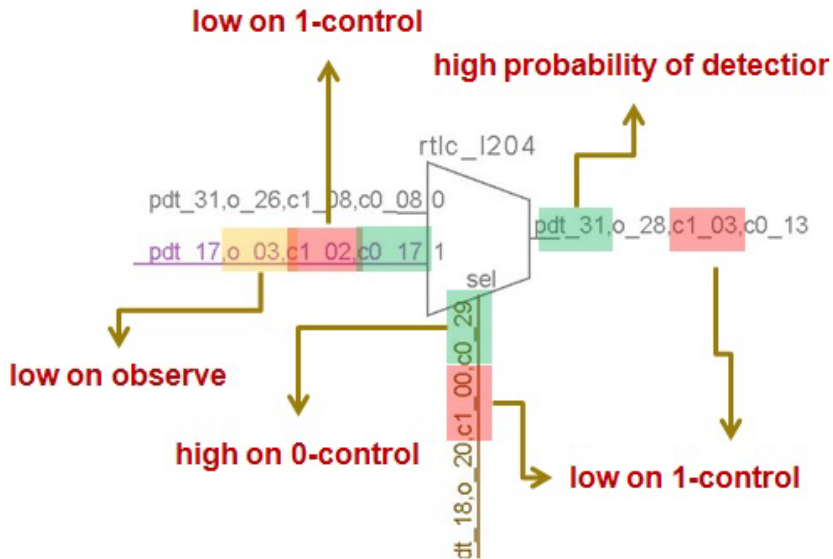 low on 1-control
high probability of detection
rtlc_I204
pdt_31,o_26,c1_08,c0_08 0
pdt_31,o_28,c1_03,c0_13
pdt_17,o_03,c1_02,c0_17 1
sel
dt_18,o_20,c1_00,c0_29
low on observe
high on 0-control
low on 1-control